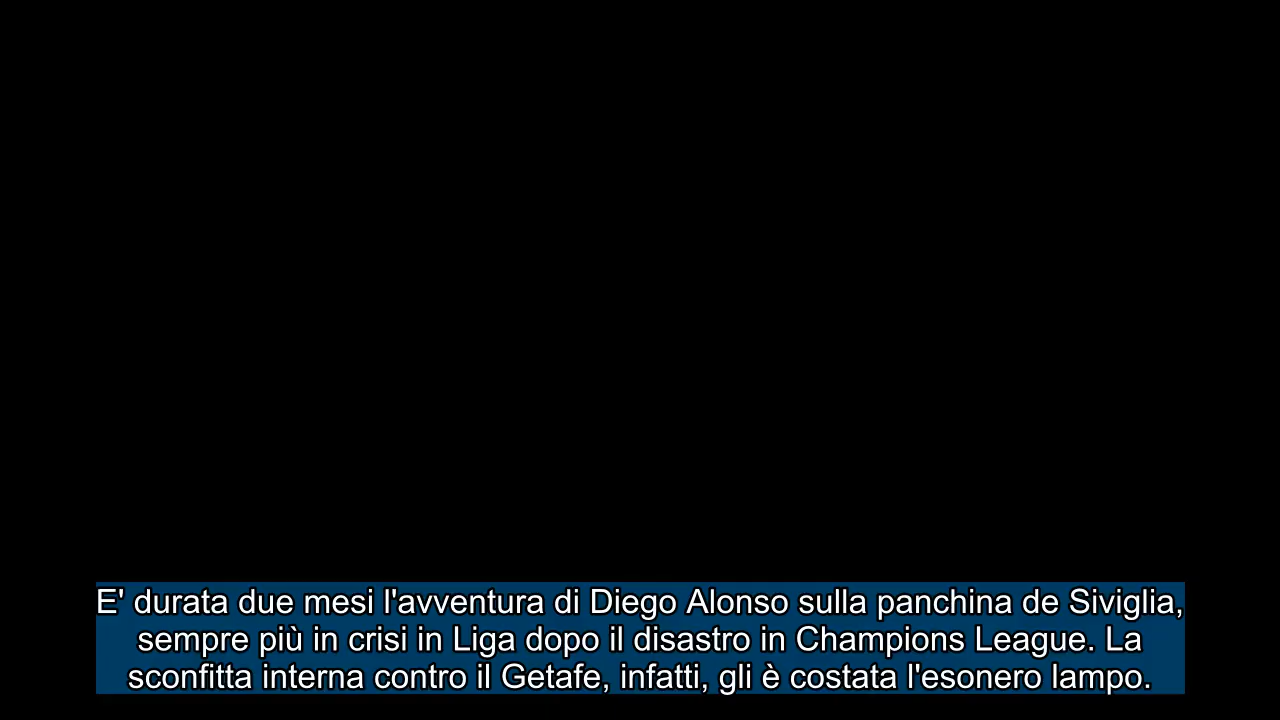 E' durata due mesi l'avventura di Diego Alonso sulla panchina de Siviglia,
sempre più in crisi in Liga dopo il disastro in Champions League. La
sconfitta interna contro il Getafe, infatti, gli è costata l'esonero lampo.